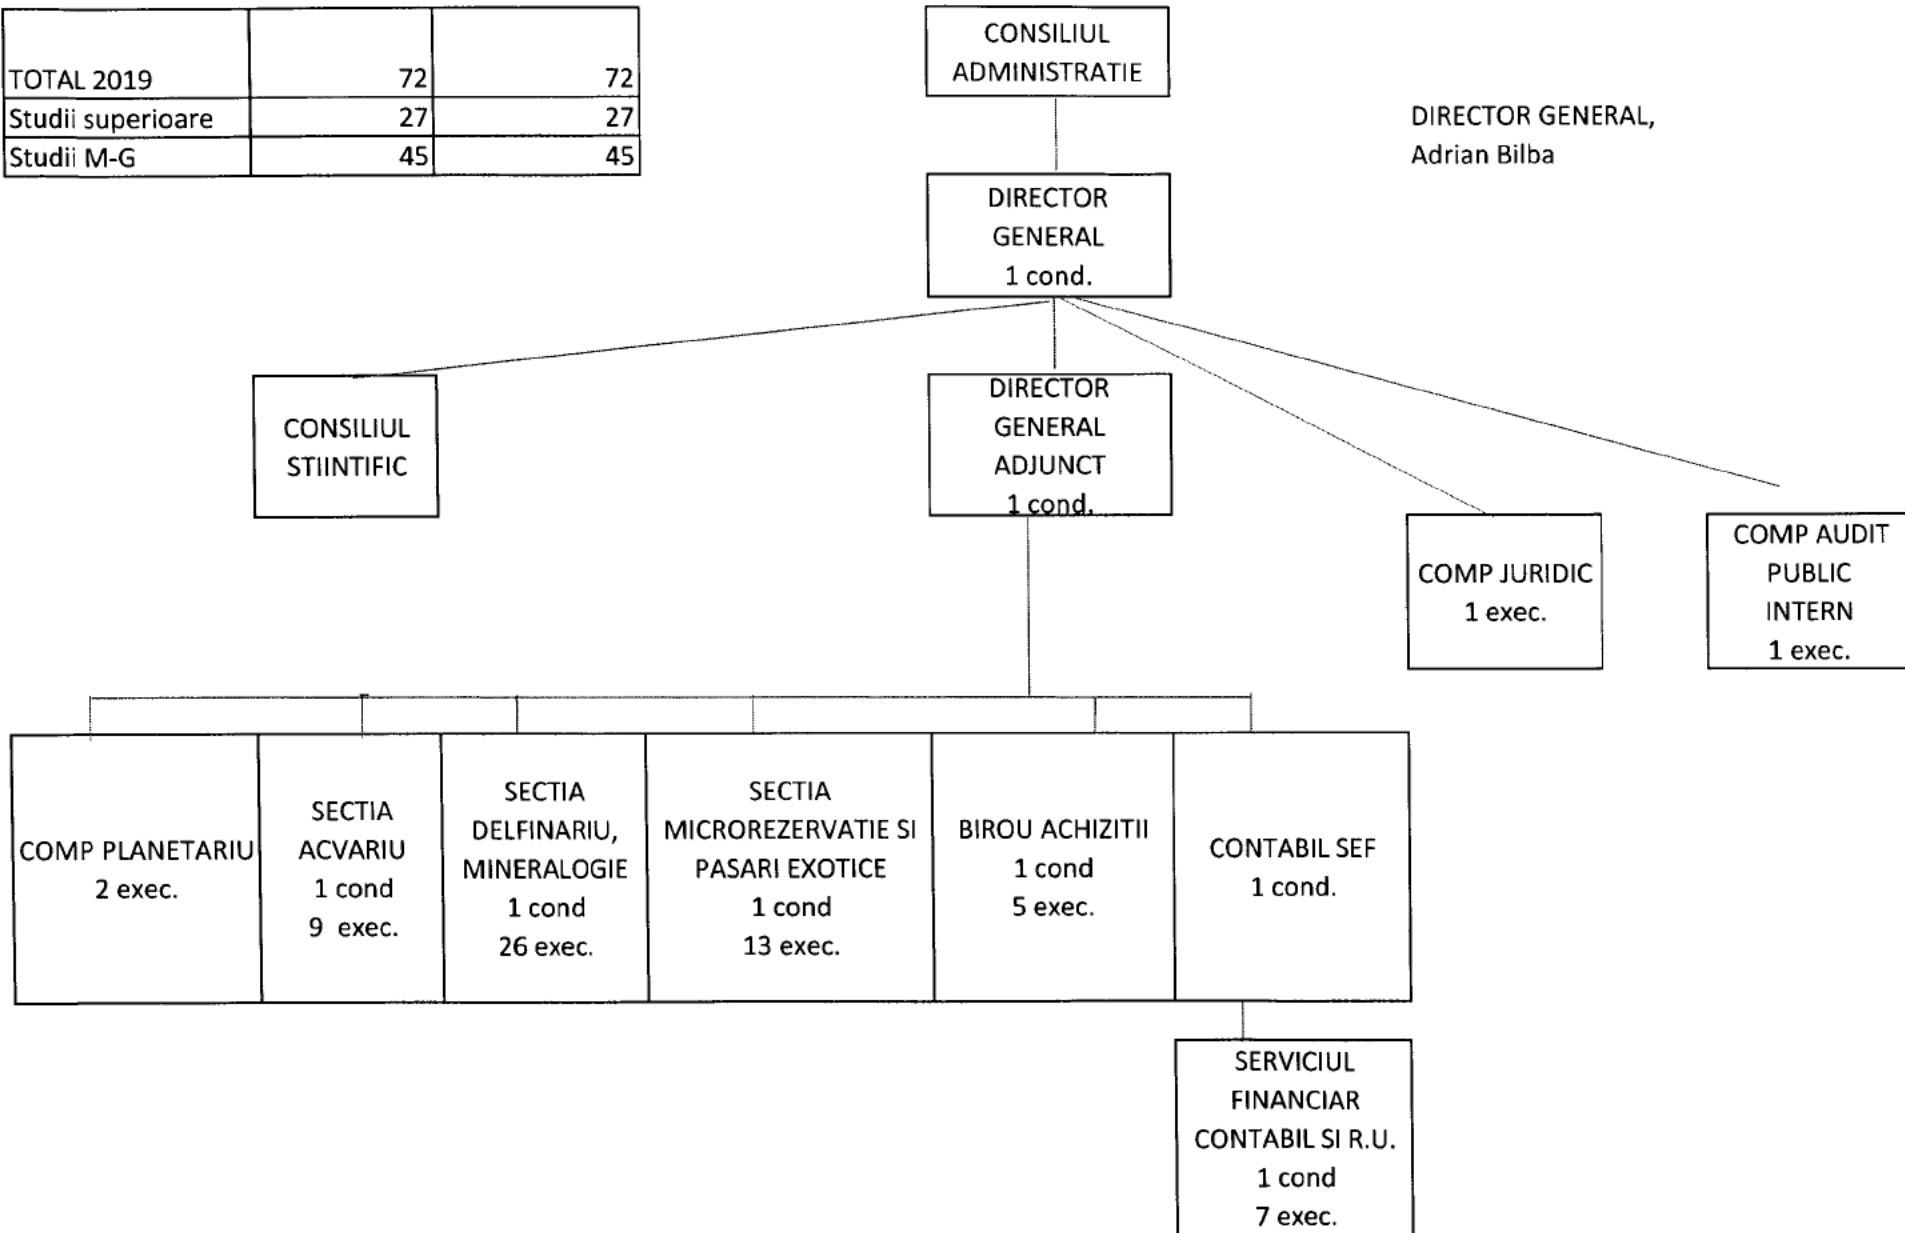 TOTAL 2019 72 72
Studii superioare 27 27
Studii M-G 45 45
CONSILIUL
ADMINISTRATIE
DIRECTOR GENERAL,
Adrian Bilba
DIRECTOR
GENERAL
1 cond.
CONSILIUL
STIINTIFIC
DIRECTOR
GENERAL
ADJUNCT
1 cond.
COMP JURIDIC
1 exec.
COMP AUDIT
PUBLIC
INTERN
1 exec.
COMP PLANETARIU
2 exec.
SECTIA
ACVARIU
1 cond
9 exec.
SECTIA
DELFINARIU,
MINERALOGIE
1 cond
26 exec.
SECTIA
MICROREZERVATIE SI
PASARI EXOTICE
1 cond
13 exec.
BIROU ACHIZITII
1 cond
5 exec.
CONTABIL SEF
1 cond.
SERVICIUL
FINANCIAR
CONTABIL SI R.U.
1 cond
7 exec.